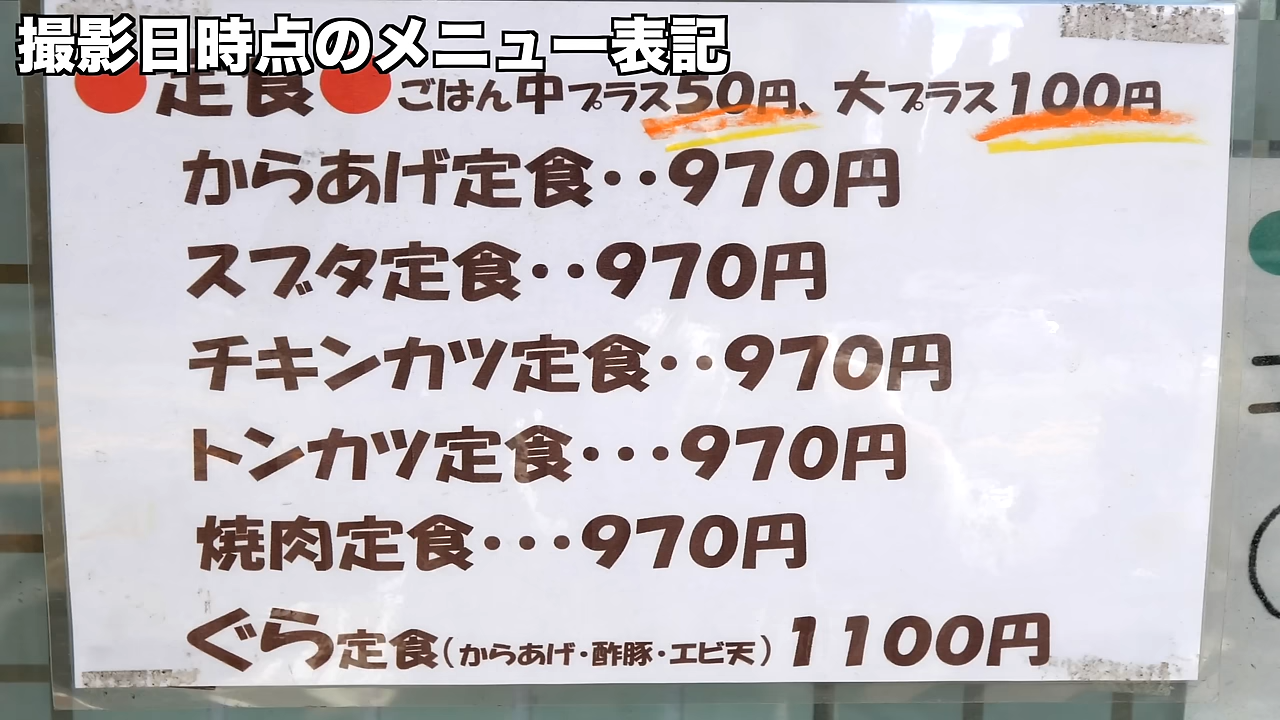 撮影日時点のメニュー表記
●定食●ごはん中プラス50円、大プラス100円
からあげ定食‥970円
スブタ定食‥970円
チキンカツ定食‥970円
トンカツ定食・・・970円
焼肉定食・・・970円
ぐら定食(からあげ・酢豚・エビ天)1100円